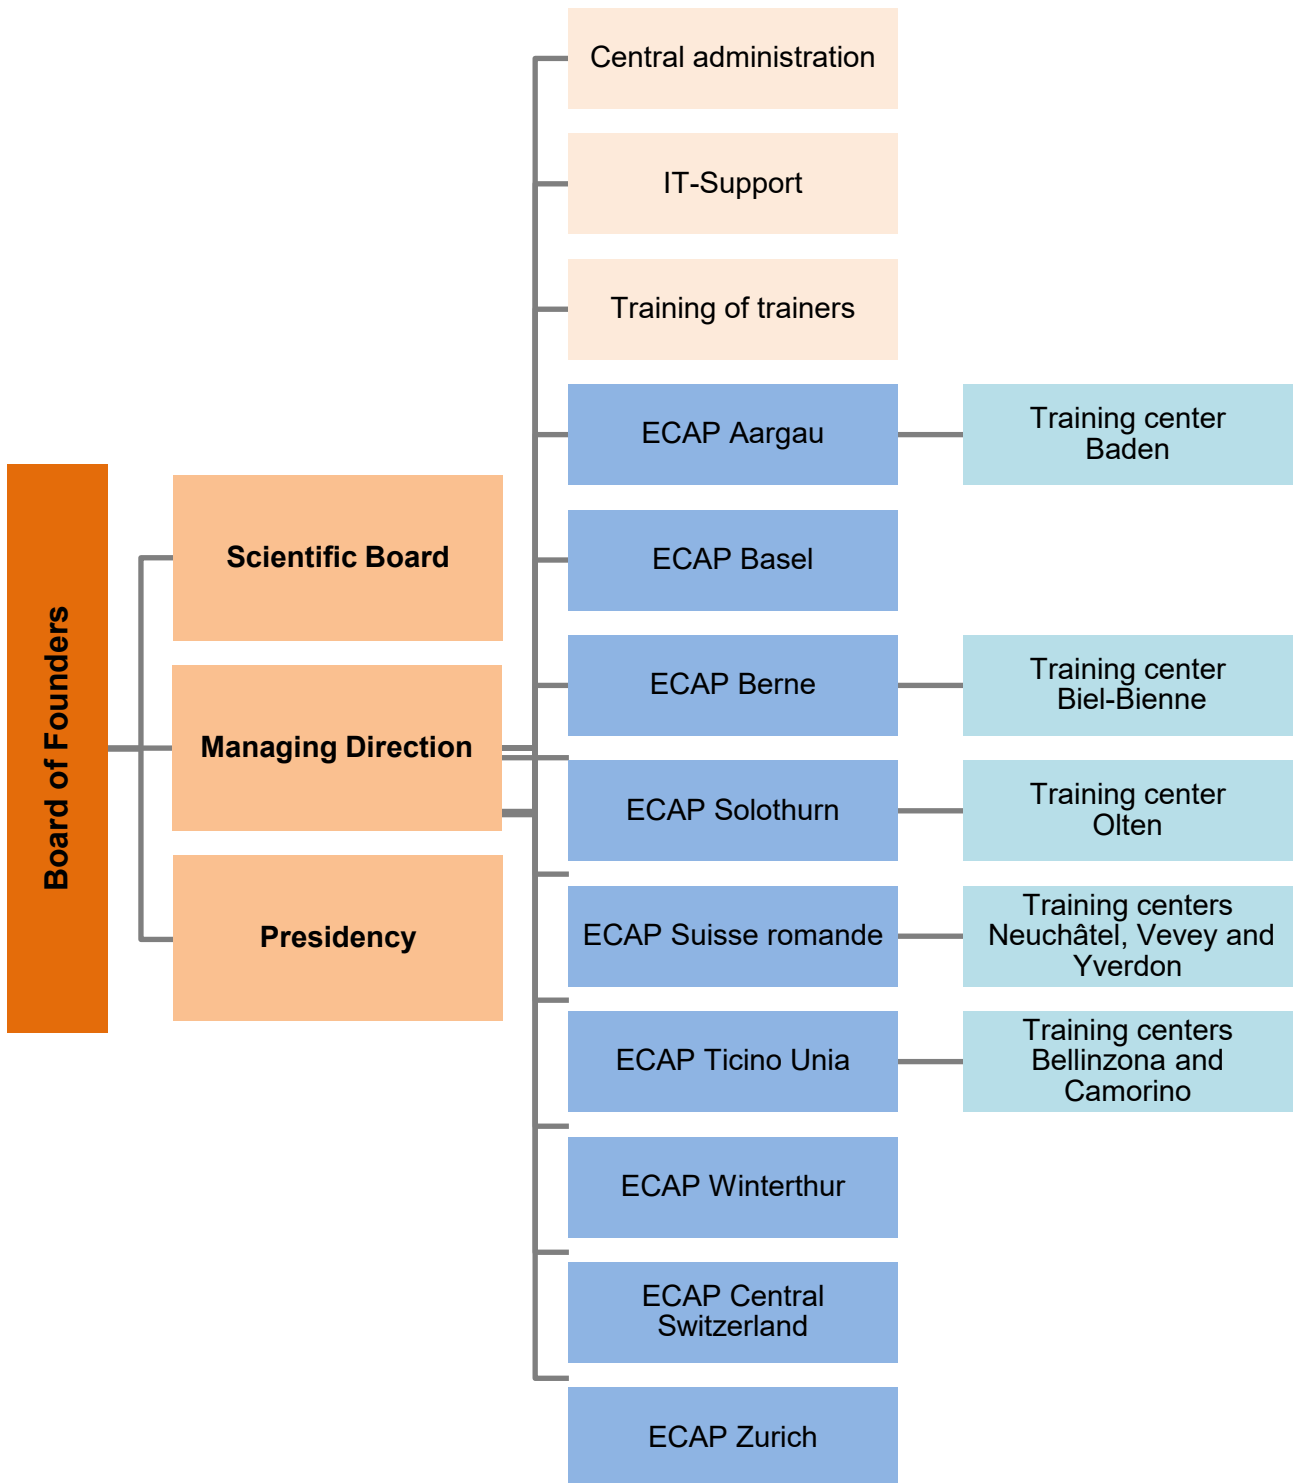 Board of Founders
Scientific Board
Managing Direction
Presidency
Central administration
IT-Support
Training of trainers
ECAP Aargau
Training center
Baden
ECAP Basel
ECAP Berne
Training center
Biel-Bienne
ECAP Solothurn
Training center
Olten
ECAP Suisse romande
Training centers
Neuchâtel, Vevey and
Yverdon
ECAP Ticino Unia
Training centers
Bellinzona and
Camorino
ECAP Winterthur
ECAP Central
Switzerland
ECAP Zurich